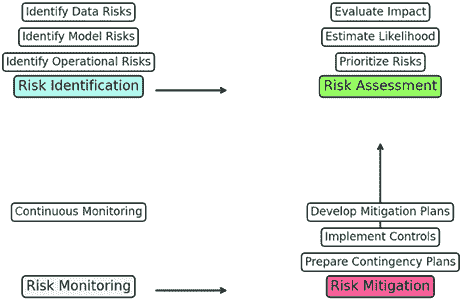 Identify Data Risks
Identify Model Risks
Identify Operational Risks
Risk Identification
Evaluate Impact
Estimate Likelihood
Prioritize Risks
Risk Assessment
Continuous Monitoring
Risk Monitoring
Develop Mitigation Plans
Implement Controls
Prepare Contingency Plans
Risk Mitigation